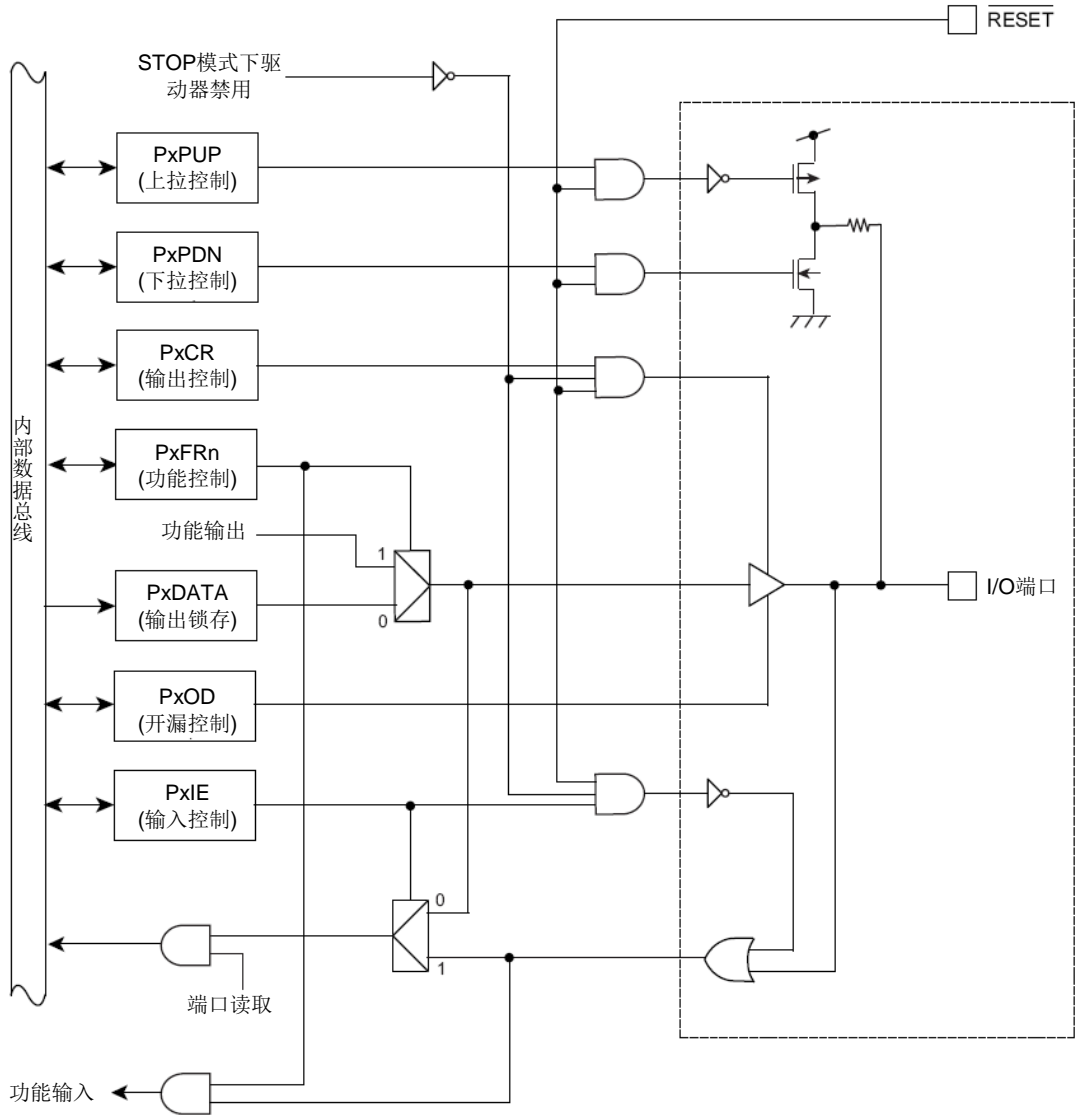 RESET
STOP模式下驱
动器禁用
PxPUP
(上拉控制)
PxPDN
(下拉控制)
PxCR
(输出控制)
内部数据总线
PxFRn
(功能控制)
功能输出
1
0
PxDATA
(输出锁存)
I/O端口
PxOD
(开漏控制)
PxIE
(输入控制)
0
1
端口读取
功能输入